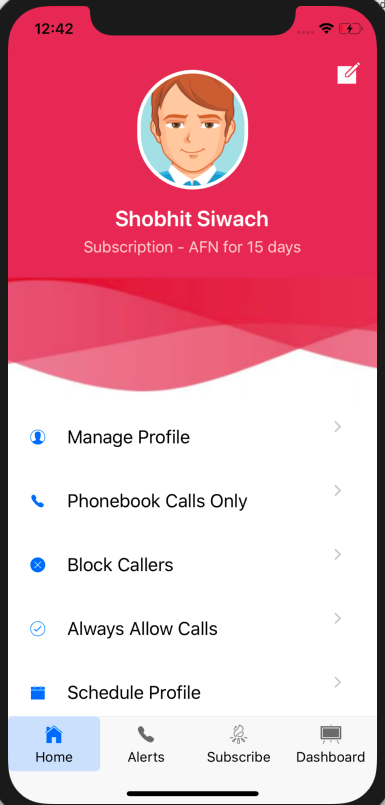 12:42
Shobhit Siwach
Subscription - AFN for 15 days
Manage Profile
Phonebook Calls Only
Block Callers
Always Allow Calls
Schedule Profile
Home Alerts Subscribe Dashboard